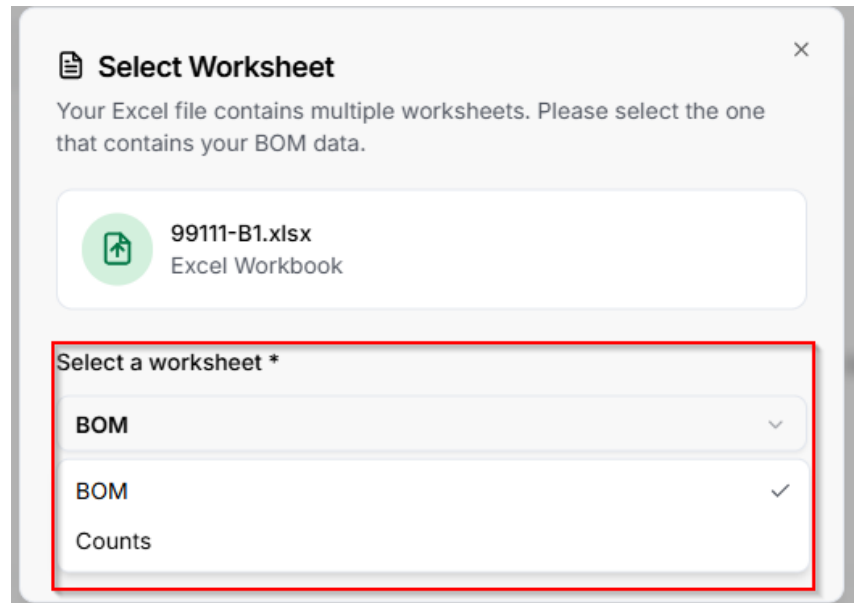 Select Worksheet
Your Excel file contains multiple worksheets. Please select the one
that contains your BOM data.
99111-B1.xlsx
Excel Workbook
Select a worksheet *
BOM
BOM
Counts